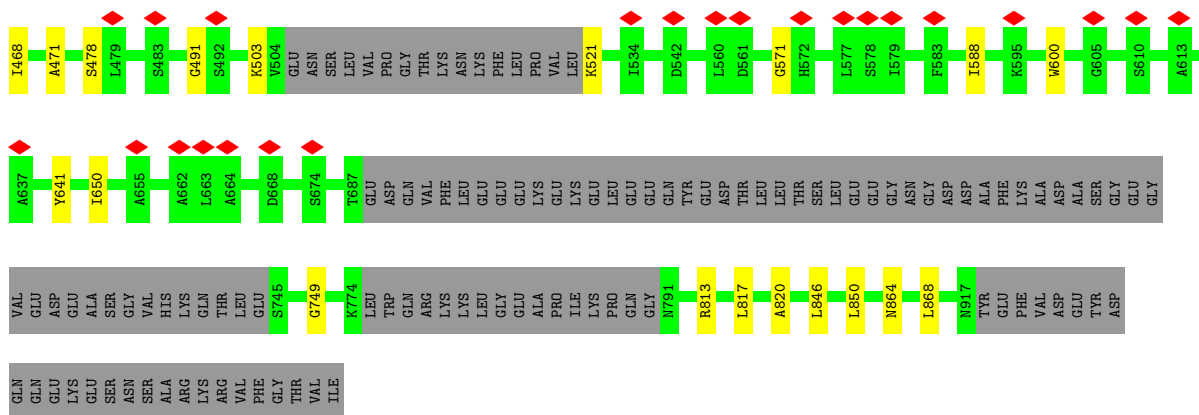 I468 A471 S478 L479 S483 G491 S492 K503 V504 GLU ASN SER LEU VAL PRO GLY THR LYS ASN LYS PHE LEU PRO VAL LEU K521 I534 D542 L560 D561 G571 H572 L577 S578 I579 F583 I588 K595 W600 G605 S610 A613
A637 Y641 I650 A655 A662 L663 A664 D668 S674 T687 GLU ASP GLN VAL PHE LEU GLU GLU GLU LYS GLU LYS GLU LEU GLU GLU GLN TYR GLU ASP THR LEU LEU THR SER LEU GLU GLU GLY ASN GLY ASP ASP ALA PHE LYS ALA ASP ALA SER GLY GLU GLY
VAL GLU ASP GLU ALA SER GLY VAL HIS LYS GLN THR LEU GLU S745 G749 K774 LEU TRP GLN ARG LYS LYS LEU GLY GLU ALA PRO ILE LYS PRO GLN GLY N791 R813 L817 A820 L846 L850 N864 L868 N917 TYR GLU PHE VAL ASP GLU TYR ASP
GLN GLN GLU LYS GLU SER ASN SER ALA ARG LYS ARG VAL PHE GLY THR VAL ILE